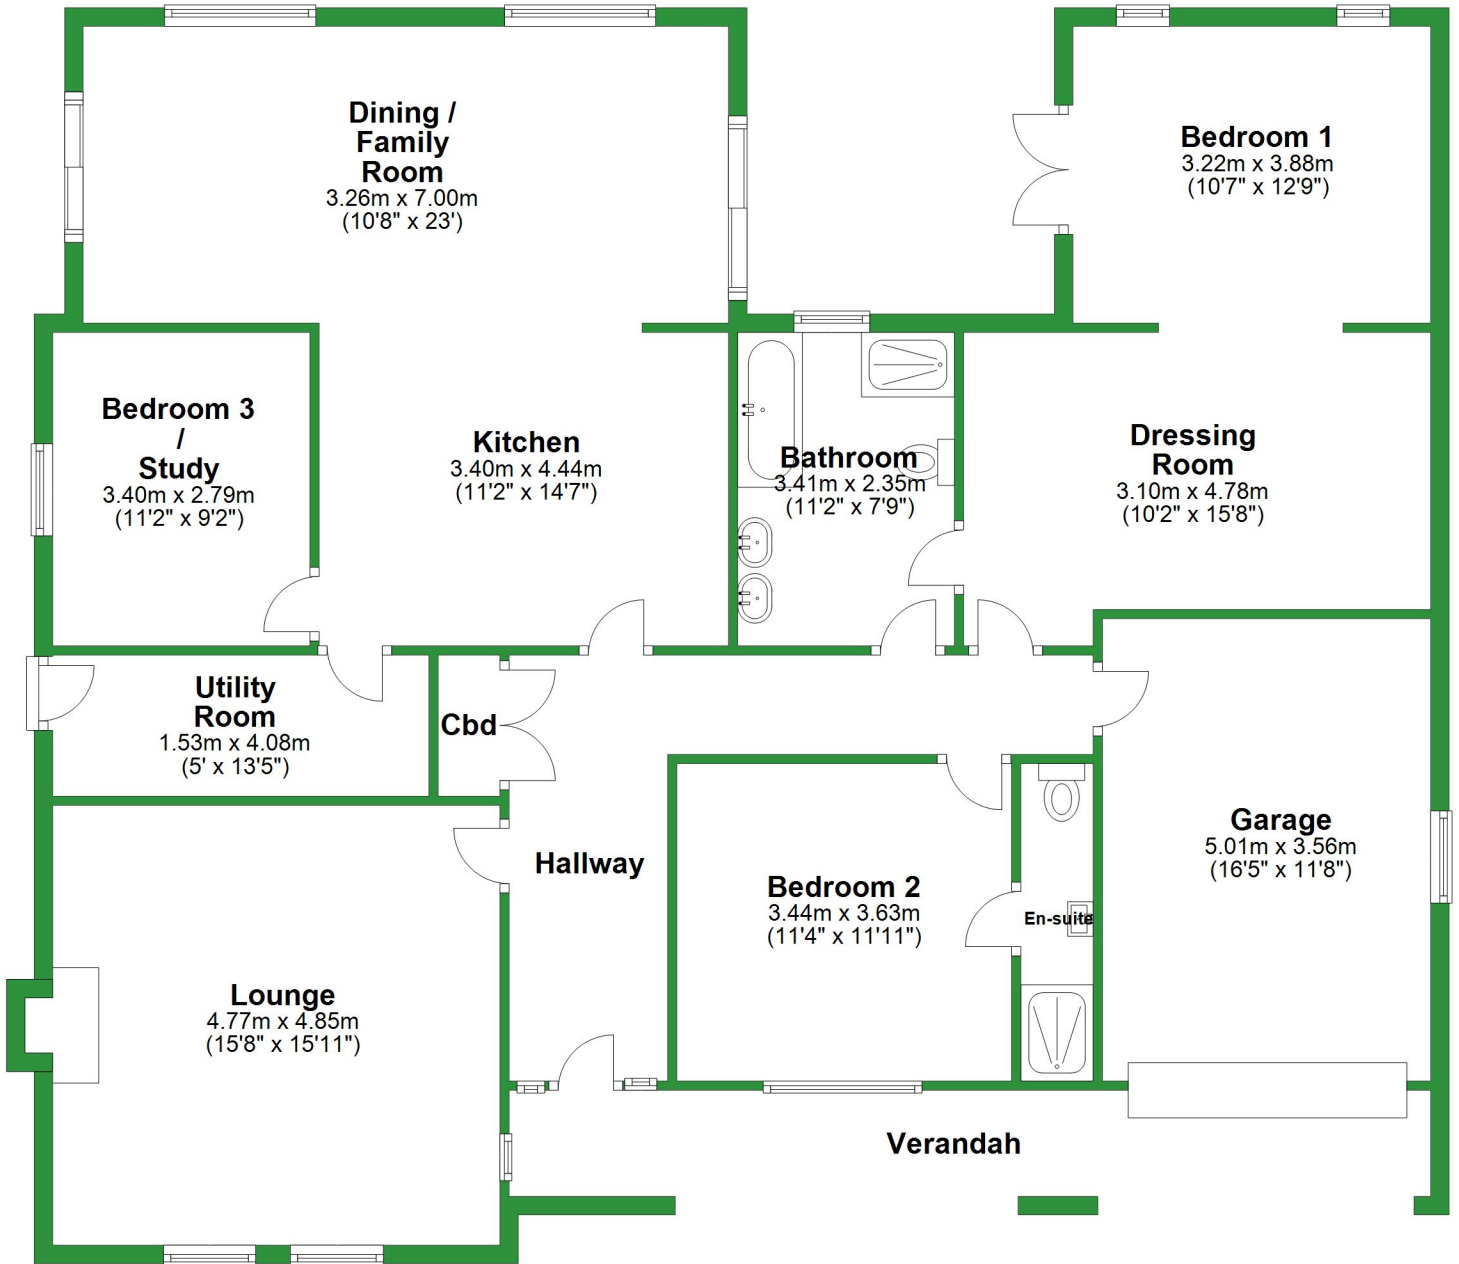 Dining /
Family
Room
3.26m x 7.00m
(10'8" x 23')
Bedroom 1
3.22m x 3.88m
(10'7" x 12'9")
Bedroom 3
/
Study
3.40m x 2.79m
(11'2" x 9'2")
Kitchen
3.40m x 4.44m
(11'2" x 14'7")
Bathroom
3.41m x 2.35m
(11'2" x 7'9")
Dressing
Room
3.10m x 4.78m
(10'2" x 15'8")
Utility
Room
1.53m x 4.08m
(5' x 13'5")
Cbd
Hallway
Bedroom 2
3.44m x 3.63m
(11'4" x 11'11")
En-suite
Garage
5.01m x 3.56m
(16'5" x 11'8")
Lounge
4.77m x 4.85m
(15'8" x 15'11")
Verandah